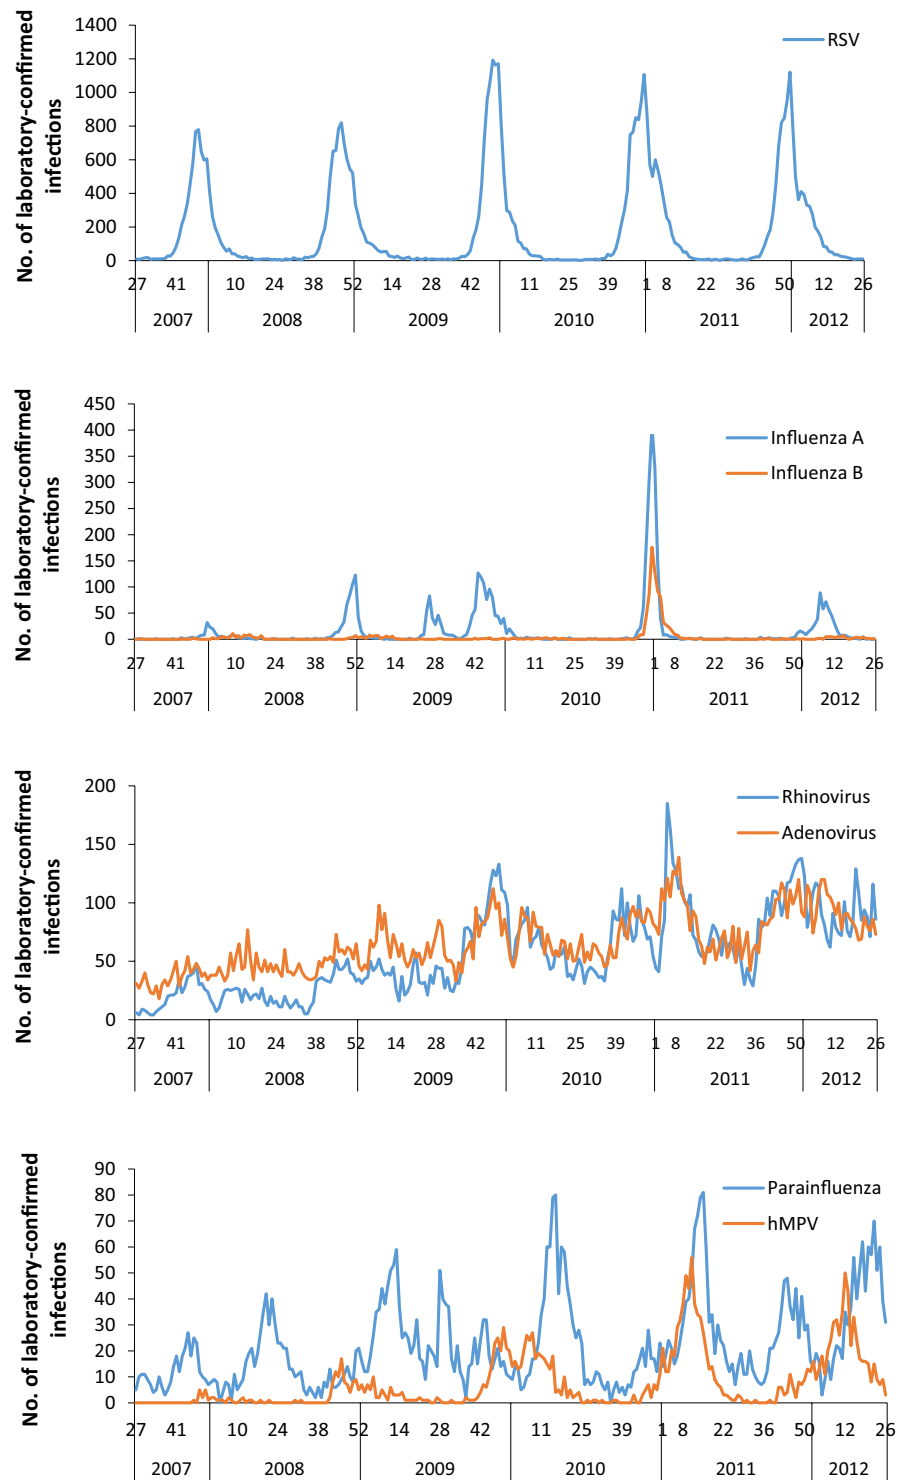 1400
1200
1000
800
600
400
200
0
No. of laboratory-confirmed
infections
RSV
27 41 10 24 38 52 14 28 42 11 25 39 1 8 22 36 50 12 26
2007 2008 2009 2010 2011 2012
450
400
350
300
250
200
150
100
50
0
No. of laboratory-confirmed
infections
Influenza A
Influenza B
27 41 10 24 38 52 14 28 42 11 25 39 1 8 22 36 50 12 26
2007 2008 2009 2010 2011 2012
200
150
100
50
0
No. of laboratory-confirmed
infections
Rhinovirus
Adenovirus
27 41 10 24 38 52 14 28 42 11 25 39 1 8 22 36 50 12 26
2007 2008 2009 2010 2011 2012
90
80
70
60
50
40
30
20
10
0
No. of laboratory-confirmed
infections
Parainfluenza
hMPV
27 41 10 24 38 52 14 28 42 11 25 39 1 8 22 36 50 12 26
2007 2008 2009 2010 2011 2012